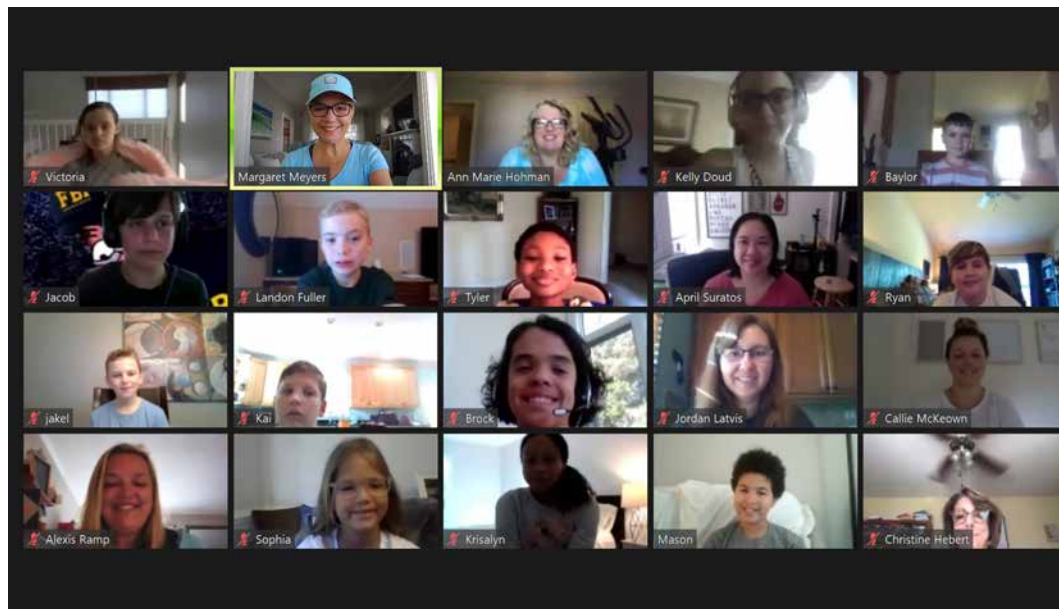 Victoria
Margaret Meyers
Ann Marie Hohman
Kelly Doud
Baylor
FBI
Jacob
Landon Fuller
Tyler
April Suratos
Ryan
jakel
Kai
Brock
Jordan Latvis
Callie McKeown
Alexis Ramp
Sophia
Krisalyn
Mason
Christine Hebert